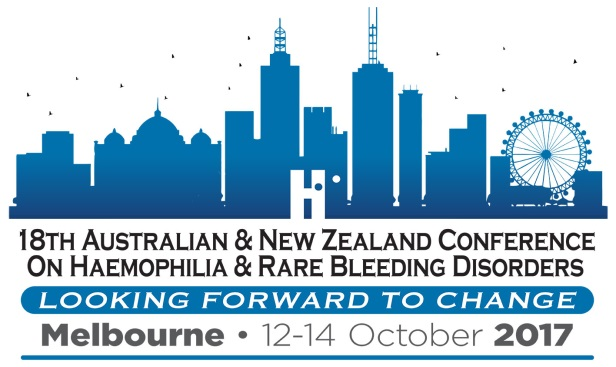 18TH AUSTRALIAN & NEW ZEALAND CONFERENCE
ON HAEMOPHILIA & RARE BLEEDING DISORDERS
LOOKING FORWARD TO CHANGE
Melbourne • 12-14 October 2017